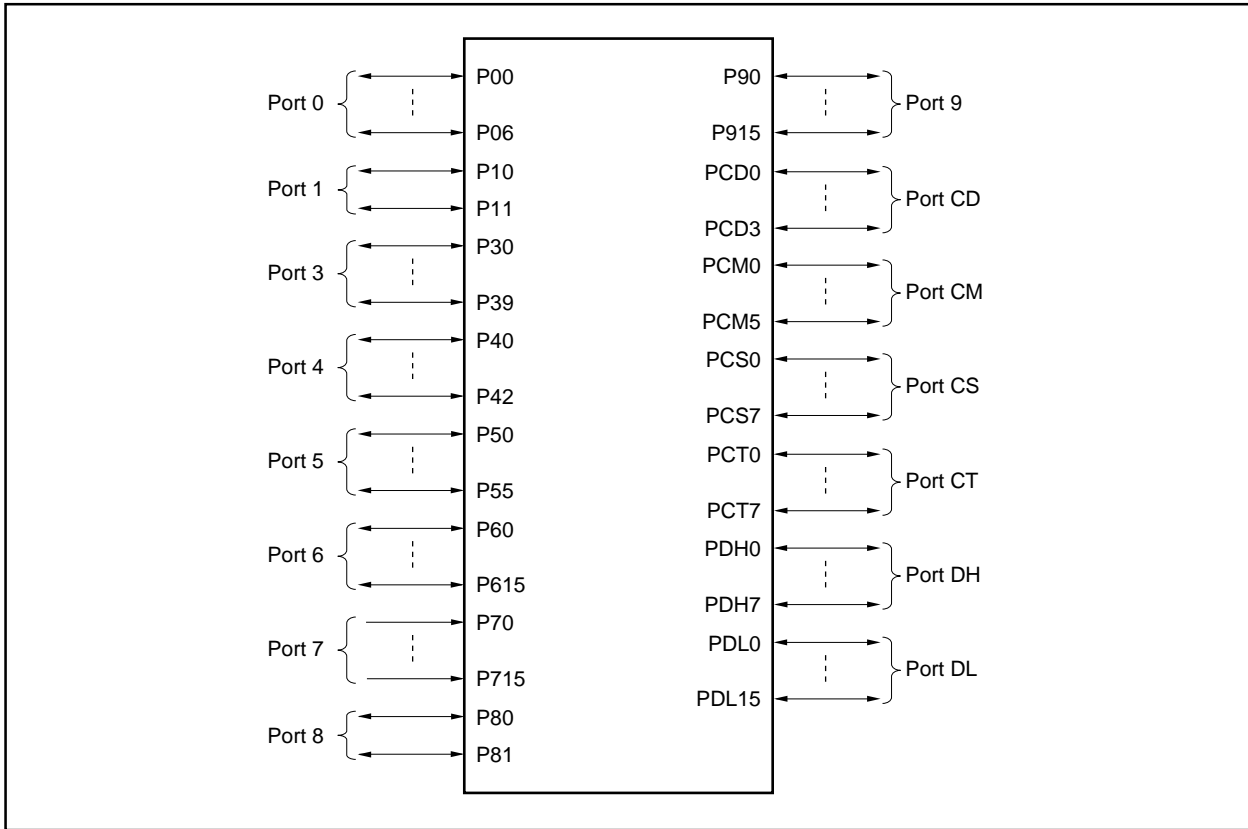 Port 0
P00
P06
Port 1
P10
P11
Port 3
P30
P39
Port 4
P40
P42
Port 5
P50
P55
Port 6
P60
P615
Port 7
P70
P715
Port 8
P80
P81
P90
P915
Port 9
PCD0
PCD3
Port CD
PCM0
PCM5
Port CM
PCS0
PCS7
Port CS
PCT0
PCT7
Port CT
PDH0
PDH7
Port DH
PDL0
PDL15
Port DL